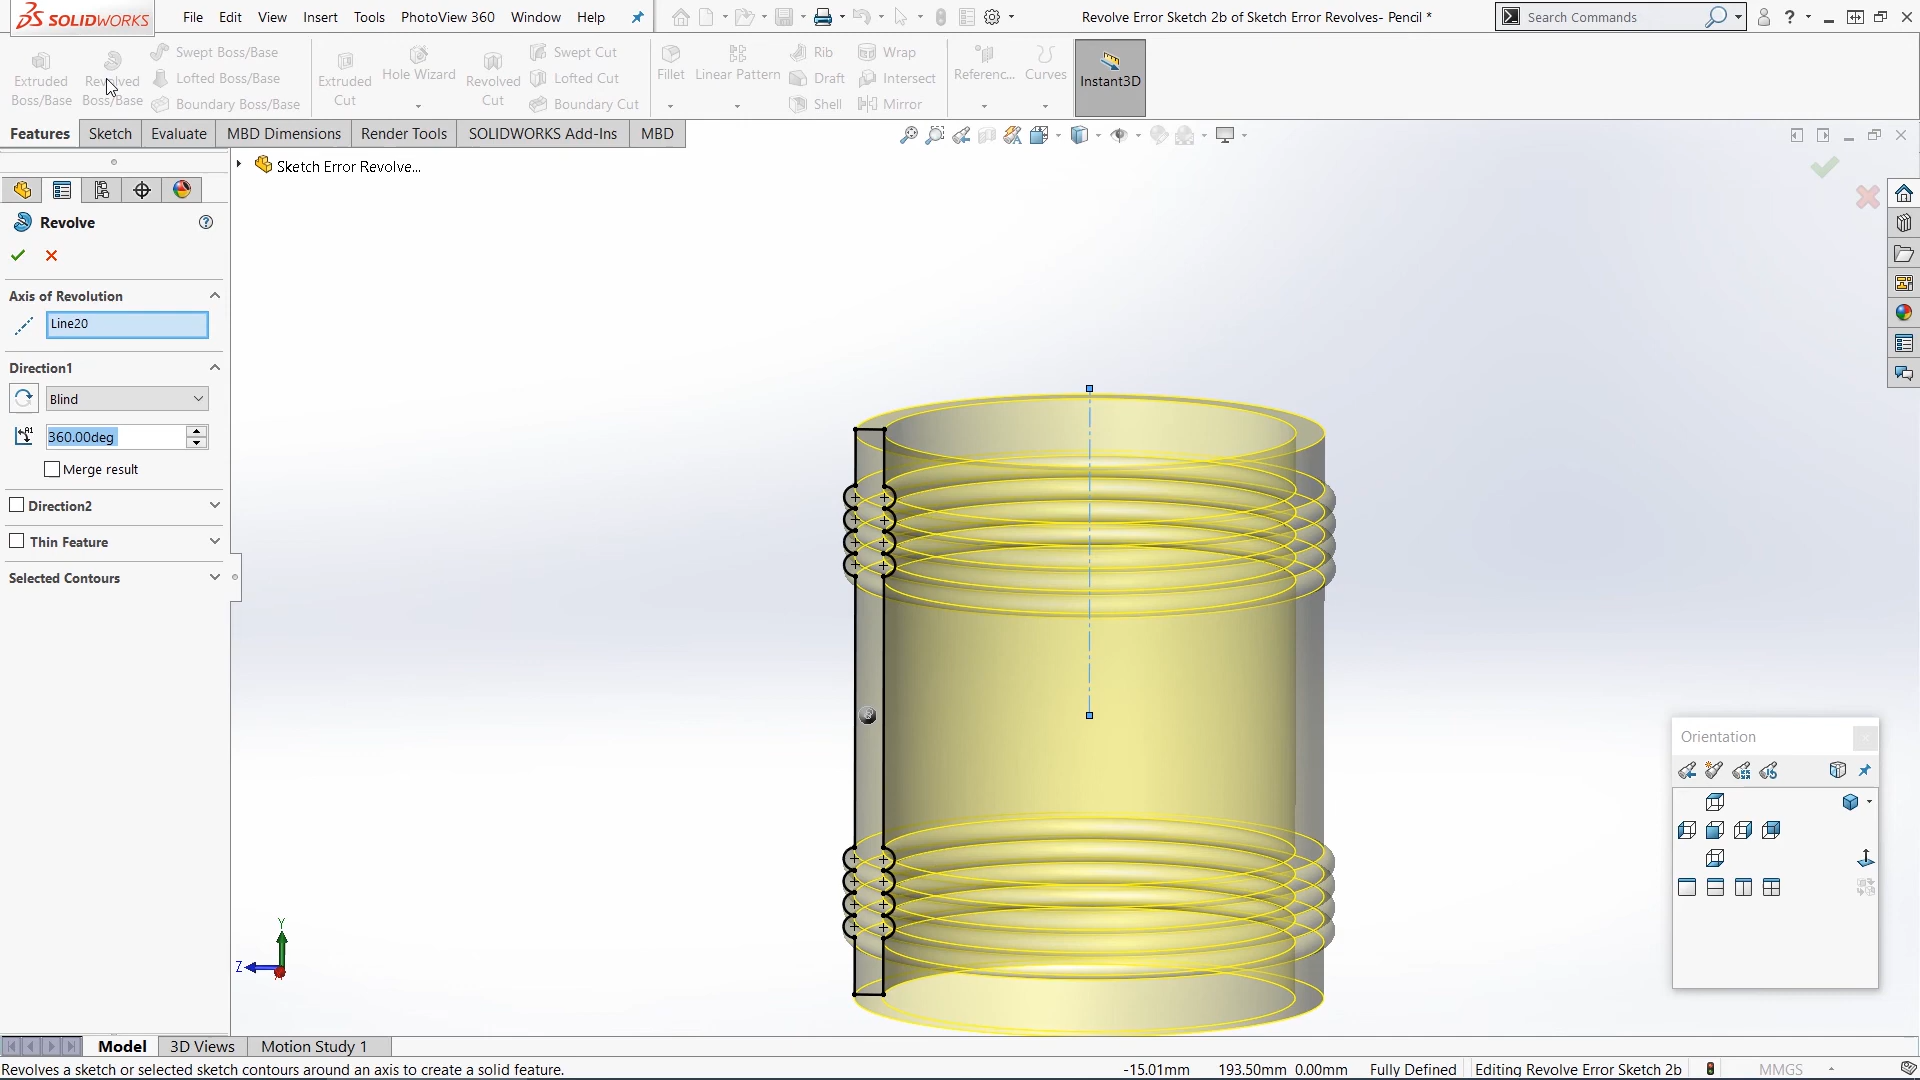 SOLIDWORKS File Edit View Insert Tools PhotoView 360 Window Help Revolve Error Sketch 2b of Sketch Error Revolves- Pencil * Search Commands ?
Extruded Boss/Base
Revolved Boss/Base
Swept Boss/Base
Lofted Boss/Base
Boundary Boss/Base
Extruded Cut
Hole Wizard
Revolved Cut
Swept Cut
Lofted Cut
Boundary Cut
Fillet
Linear Pattern
Rib
Draft
Shell
Wrap
Intersect
Mirror
Referenc...
Curves
Instant3D
Features Sketch Evaluate MBD Dimensions Render Tools SOLIDWORKS Add-Ins MBD
Sketch Error Revolve...
Revolve ?
Axis of Revolution
Line20
Direction1
Blind
360.00deg
Merge result
Direction2
Thin Feature
Selected Contours
Orientation
Y
Z
Model 3D Views Motion Study 1
Revolves a sketch or selected sketch contours around an axis to create a solid feature. -15.01mm 193.50mm 0.00mm Fully Defined Editing Revolve Error Sketch 2b MMGS